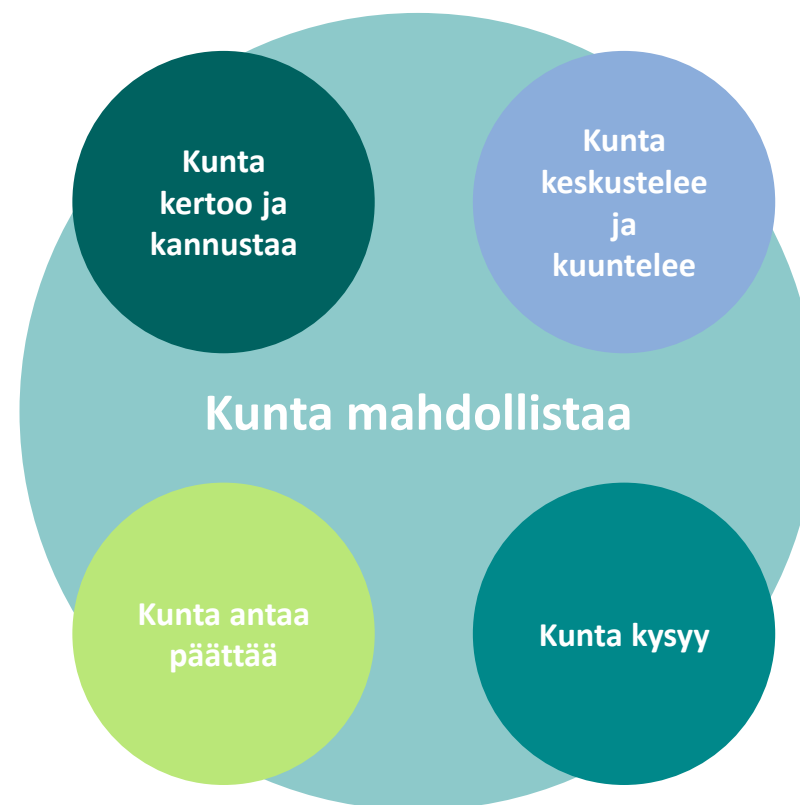 Kunta
kertoo ja
kannustaa
Kunta
keskustelee
ja
kuuntelee
Kunta mahdollistaa
Kunta antaa
päättää
Kunta kysyy